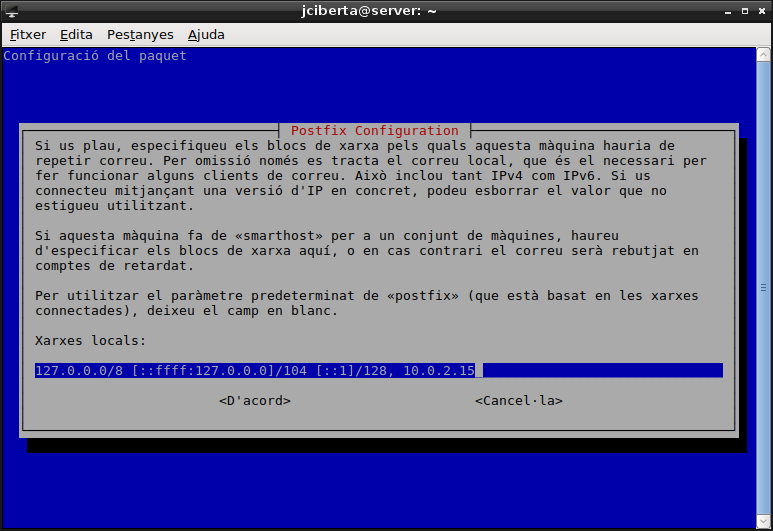 jciberta@server: ~
Fitxer Edita Pestanyes Ajuda
Configuració del paquet
Postfix Configuration
Si us plau, especifiqueu els blocs de xarxa pels quals aquesta màquina hauria de
repetir correu. Per omissió només es tracta el correu local, que és el necessari per
fer funcionar alguns clients de correu. Això inclou tant IPv4 com IPv6. Si us
connecteu mitjançant una versió d'IP en concret, podeu esborrar el valor que no
estigueu utilitzant.
Si aquesta màquina fa de «smarthost» per a un conjunt de màquines, haureu
d'especificar els blocs de xarxa aquí, o en cas contrari el correu serà rebutjat en
comptes de retardat.
Per utilitzar el paràmetre predeterminat de «postfix» (que està basat en les xarxes
connectades), deixeu el camp en blanc.
Xarxes locals:
127.0.0.0/8 [::ffff:127.0.0.0]/104 [::1]/128, 10.0.2.15
<D'acord> <Cancel·la>